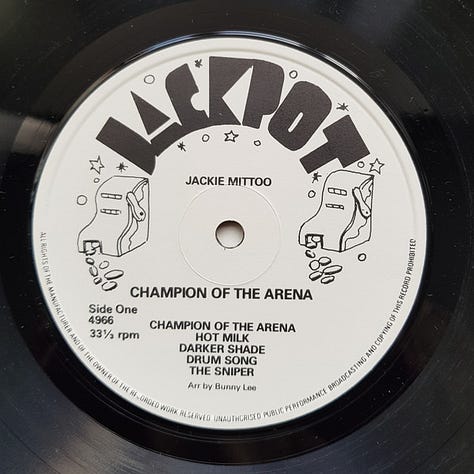 JACKPOT
JACKIE MITTOO
CHAMPION OF THE ARENA
Side One
4966
33⅓ rpm
CHAMPION OF THE ARENA
HOT MILK
DARKER SHADE
DRUM SONG
THE SNIPER
Arr by Bunny Lee
ALL RIGHTS OF THE MANUFACTURER AND OF THE OWNER OF THE RECORDED WORK RESERVED. UNAUTHORISED PUBLIC PERFORMANCE BROADCASTING AND COPYING OF THIS RECORD PROHIBITED